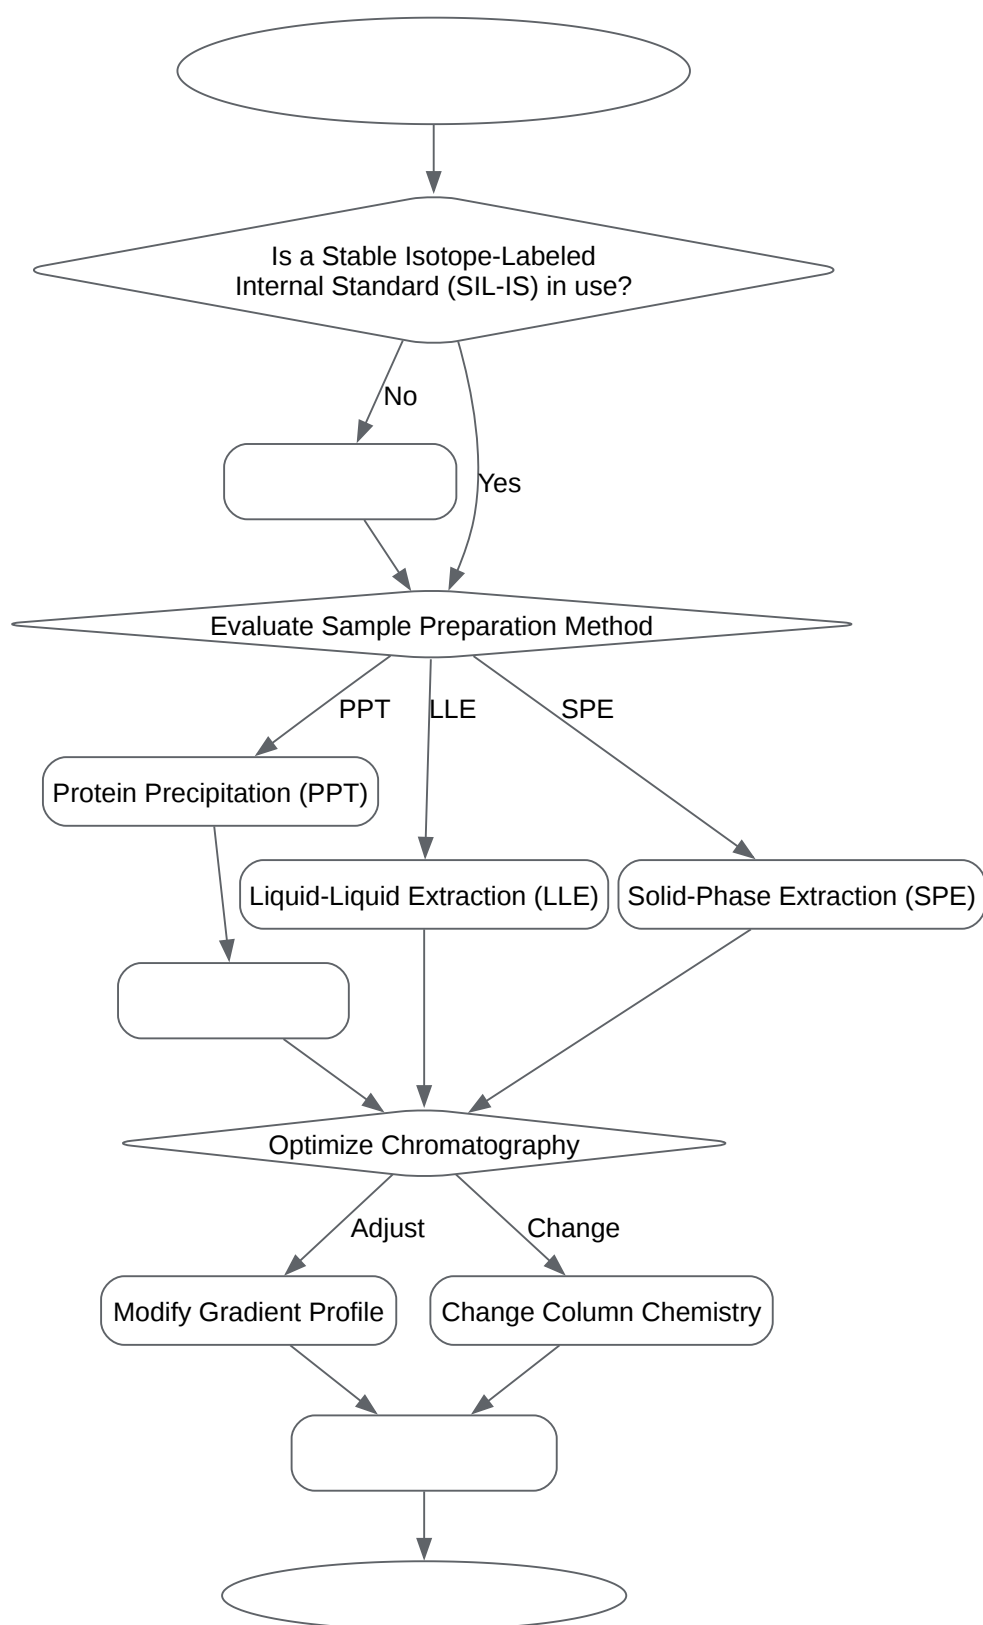 Is a Stable Isotope-Labeled
Internal Standard (SIL-IS) in use?
No
Yes
Evaluate Sample Preparation Method
PPT
LLE
SPE
Protein Precipitation (PPT)
Liquid-Liquid Extraction (LLE)
Solid-Phase Extraction (SPE)
Optimize Chromatography
Adjust
Change
Modify Gradient Profile
Change Column Chemistry